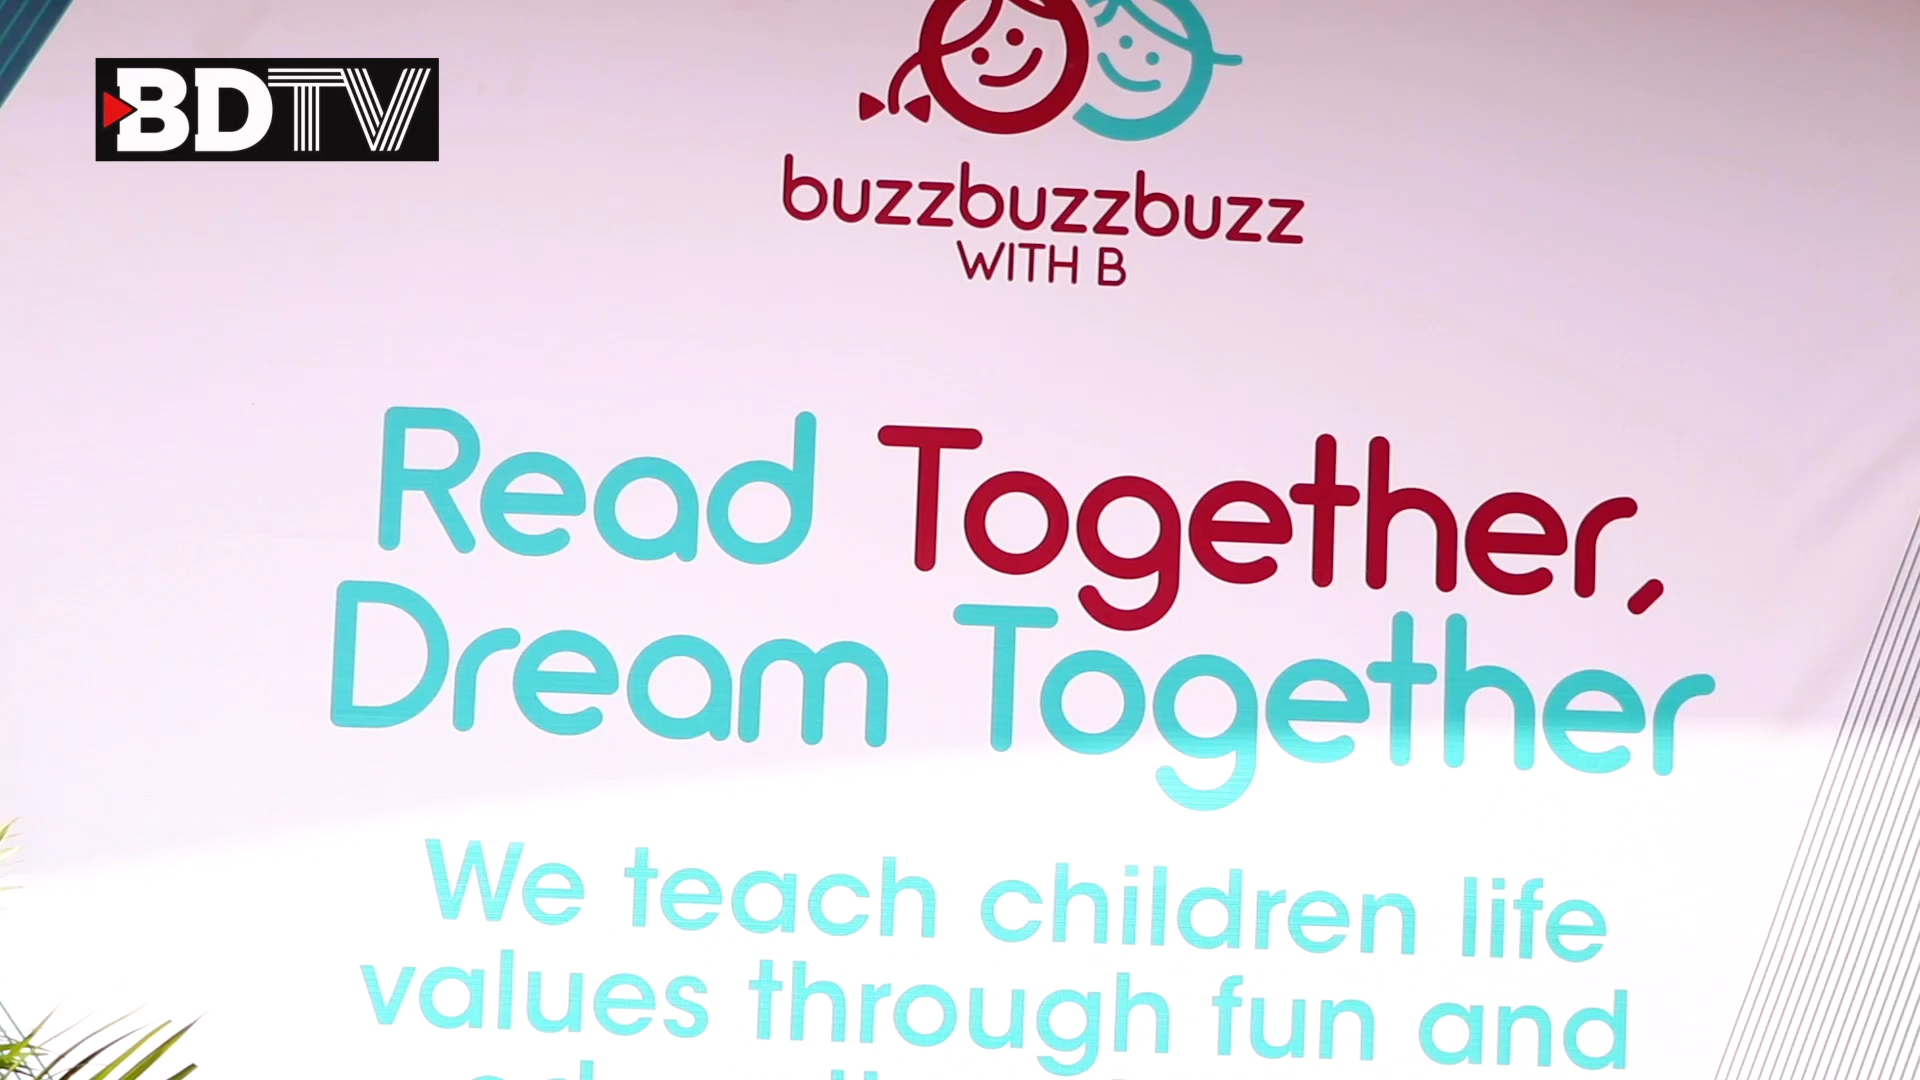 BDTV
buzzbuzzbuzz
WITH B
Read Together,
Dream Together
We teach children life
values through fun and